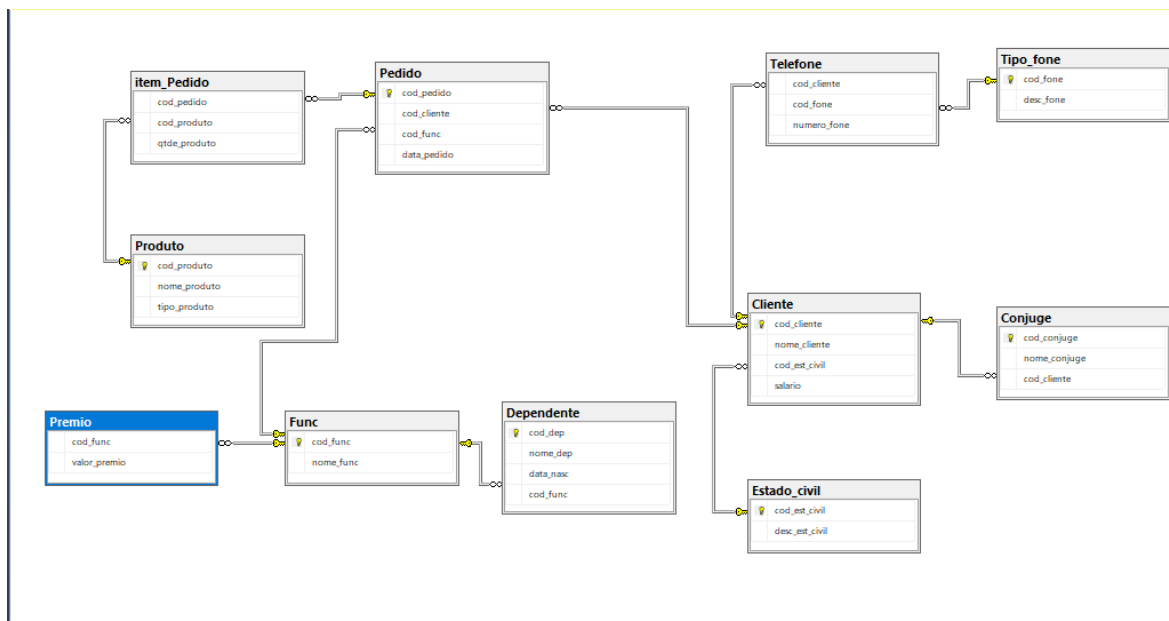 item_Pedido
cod_pedido
cod_produto
qtde_produto
Pedido
cod_pedido
cod_cliente
cod_func
data_pedido
Telefone
cod_cliente
cod_fone
numero_fone
Tipo_fone
cod_fone
desc_fone
Produto
cod_produto
nome_produto
tipo_produto
Cliente
cod_cliente
nome_cliente
cod_est_civil
salario
Conjuge
cod_conjuge
nome_conjuge
cod_cliente
Premio
cod_func
valor_premio
Func
cod_func
nome_func
Dependente
cod_dep
nome_dep
data_nasc
cod_func
Estado_civil
cod_est_civil
desc_est_civil